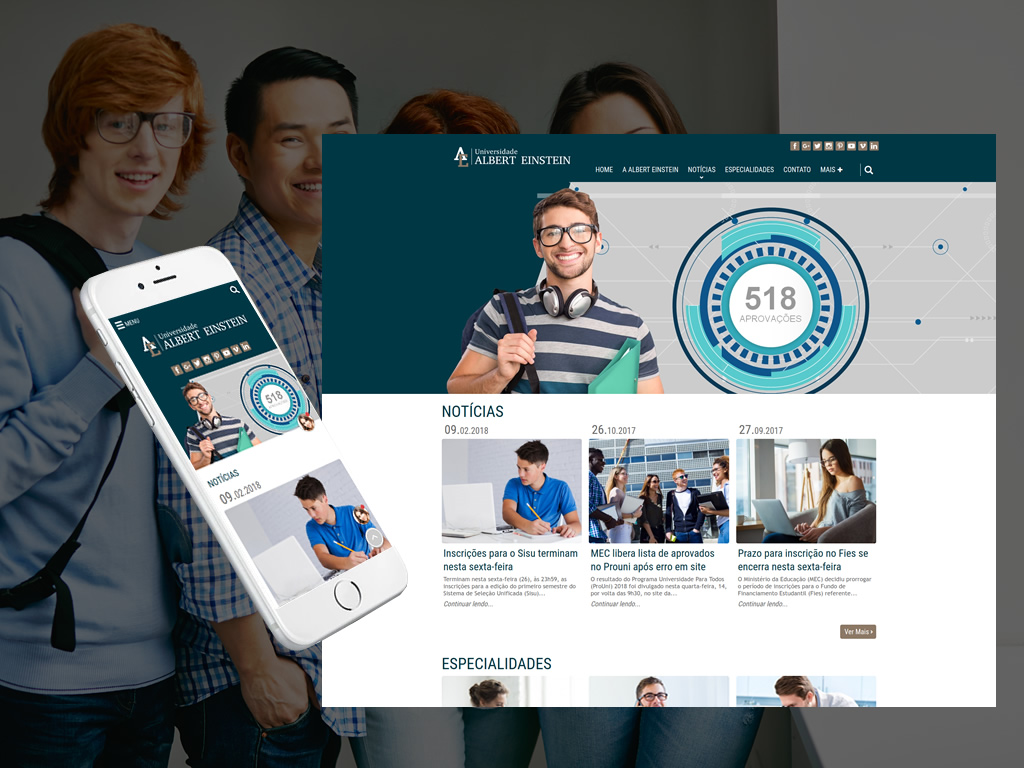 Universidade
ALBERT EINSTEIN
HOME A ALBERT EINSTEIN NOTÍCIAS ESPECIALIDADES CONTATO MAIS +
518
APROVAÇÕES
NOTÍCIAS
09.02.2018
Inscrições para o Sisu terminam
nesta sexta-feira
Terminam nesta sexta-feira (26), às 23h59, as
inscrições para a edição do primeiro semestre do
Sistema de Seleção Unificada (Sisu)...
Continuar lendo...
26.10.2017
MEC libera lista de aprovados
no Prouni após erro em site
O resultado do Programa Universidade Para Todos
(ProUni) 2018 foi divulgado nesta quarta-feira, 14,
por volta das 9h30, no site da...
Continuar lendo...
27.09.2017
Prazo para inscrição no Fies se
encerra nesta sexta-feira
O Ministério da Educação (MEC) decidiu prorrogar
o período de inscrições para o Fundo de
Financiamento Estudantil (Fies) referente...
Continuar lendo...
Ver Mais
ESPECIALIDADES
MENU
Universidade
ALBERT EINSTEIN
518
NOTÍCIAS
09.02.2018